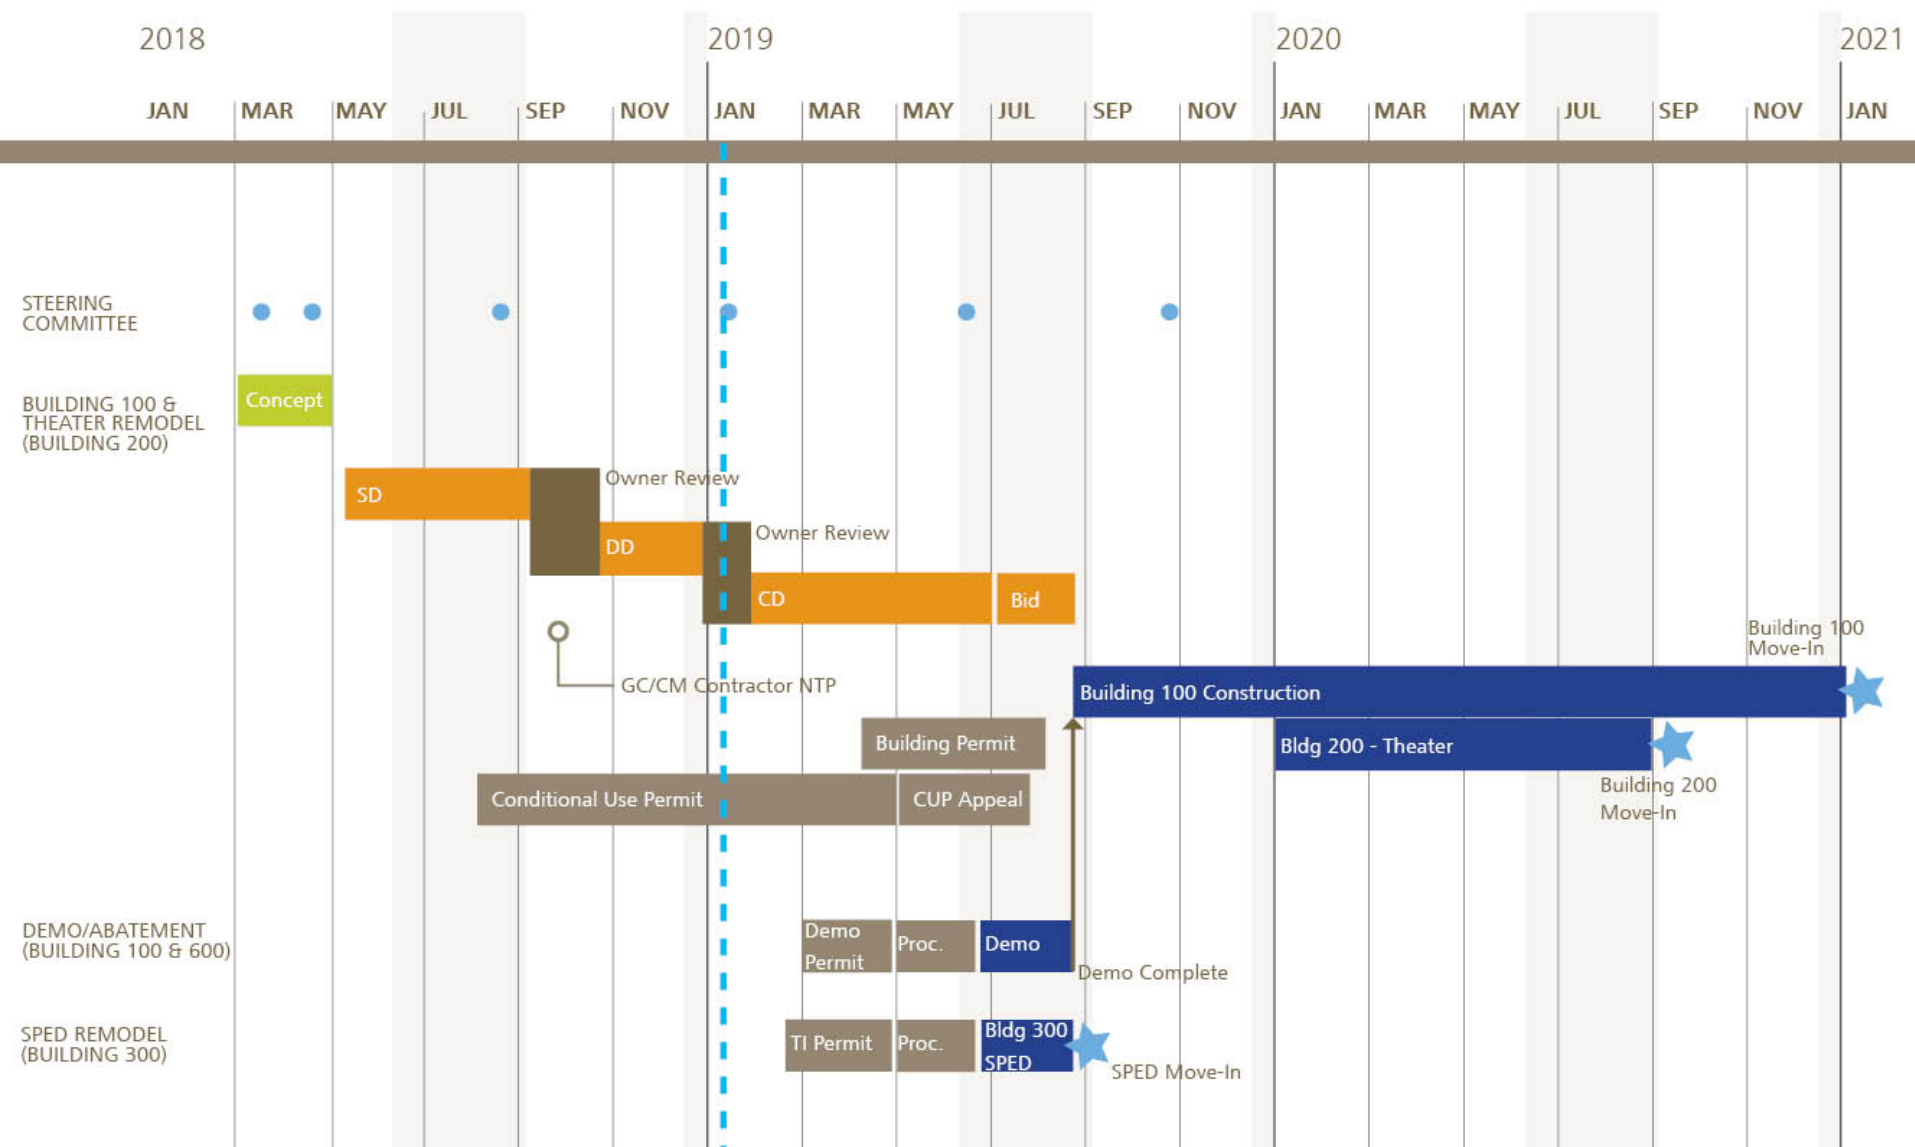 2018 2019 2020 2021
JAN MAR MAY JUL SEP NOV JAN MAR MAY JUL SEP NOV JAN MAR MAY JUL SEP NOV JAN
STEERING
COMMITTEE
BUILDING 100 &
THEATER REMODEL
(BUILDING 200)
Concept
SD
Owner Review
DD
Owner Review
CD
Bid
GC/CM Contractor NTP
Building 100
Move-In
Building 100 Construction
Building Permit
Bldg 200 - Theater
Building 200
Move-In
Conditional Use Permit
CUP Appeal
DEMO/ABATEMENT
(BUILDING 100 & 600)
Demo
Permit
Proc.
Demo
Demo Complete
SPED REMODEL
(BUILDING 300)
TI Permit
Proc.
Bldg 300
SPED
SPED Move-In